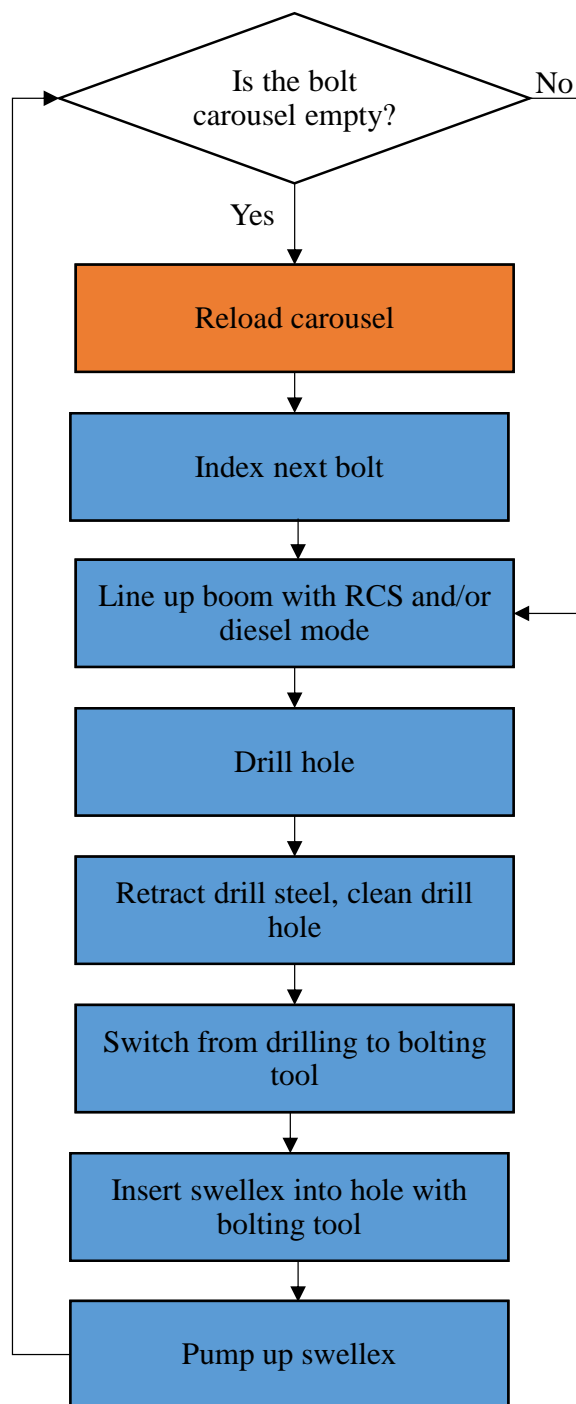 Is the bolt
carousel empty?
No
Yes
Reload carousel
Index next bolt
Line up boom with RCS and/or
diesel mode
Drill hole
Retract drill steel, clean drill
hole
Switch from drilling to bolting
tool
Insert swellex into hole with
bolting tool
Pump up swellex